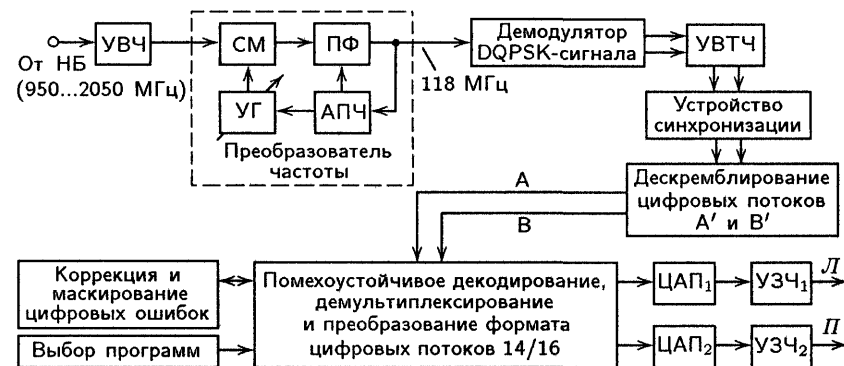 От НБ
(950...2050 МГц)
УВЧ
СМ
ПФ
УГ
АПЧ
Преобразователь
частоты
118 МГц
Демодулятор
DQPSK-сигнала
УВТЧ
Устройство
синхронизации
Дескремблирование
цифровых потоков
A′ и B′
A
B
Коррекция и
маскирование
цифровых ошибок
Выбор программ
Помехоустойчивое декодирование,
демультиплексирование
и преобразование формата
цифровых потоков 14/16
ЦАП₁
УЗЧ₁
Л
ЦАП₂
УЗЧ₂
П